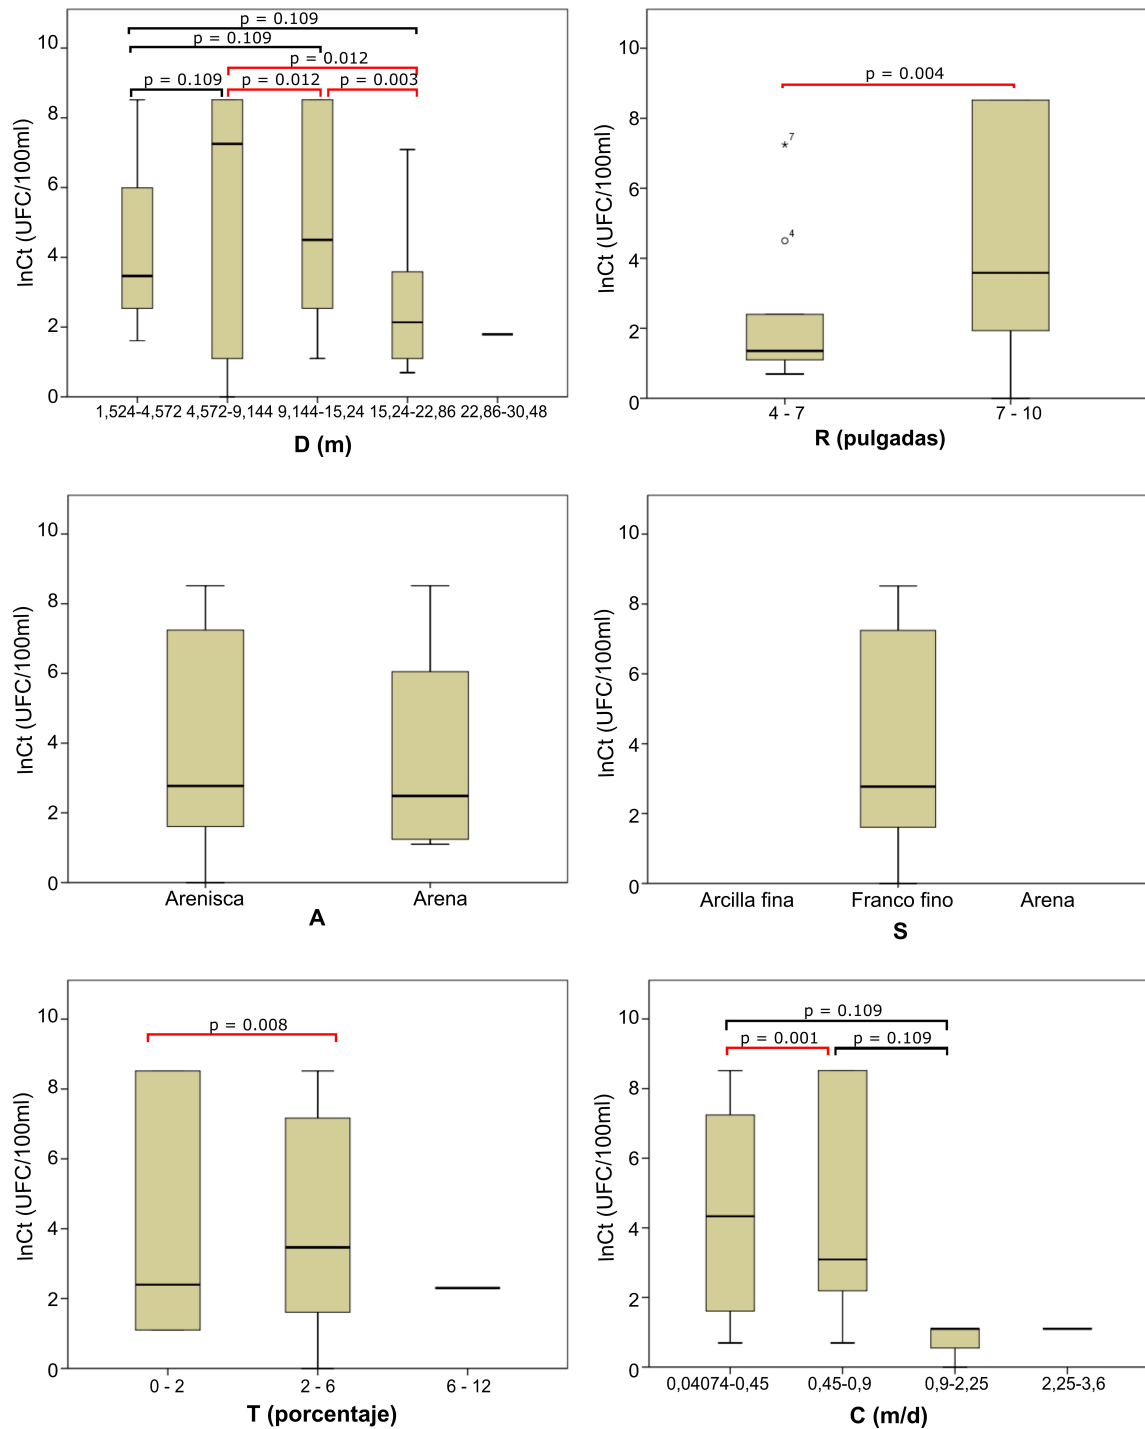 p = 0.109
p = 0.109
p = 0.012
p = 0.109
p = 0.012
p = 0.003
lnCt (UFC/100ml)
10
8
6
4
2
0
1,524-4,572
4,572-9,144
9,144-15,24
15,24-22,86
22,86-30,48
D (m)
p = 0.004
lnCt (UFC/100ml)
10
8
6
4
2
0
7
4
4 - 7
7 - 10
R (pulgadas)
lnCt (UFC/100ml)
10
8
6
4
2
0
Arenisca
Arena
A
lnCt (UFC/100ml)
10
8
6
4
2
0
Arcilla fina
Franco fino
Arena
S
p = 0.008
lnCt (UFC/100ml)
10
8
6
4
2
0
0 - 2
2 - 6
6 - 12
T (porcentaje)
p = 0.109
p = 0.001
p = 0.109
lnCt (UFC/100ml)
10
8
6
4
2
0
0,04074-0,45
0,45-0,9
0,9-2,25
2,25-3,6
C (m/d)